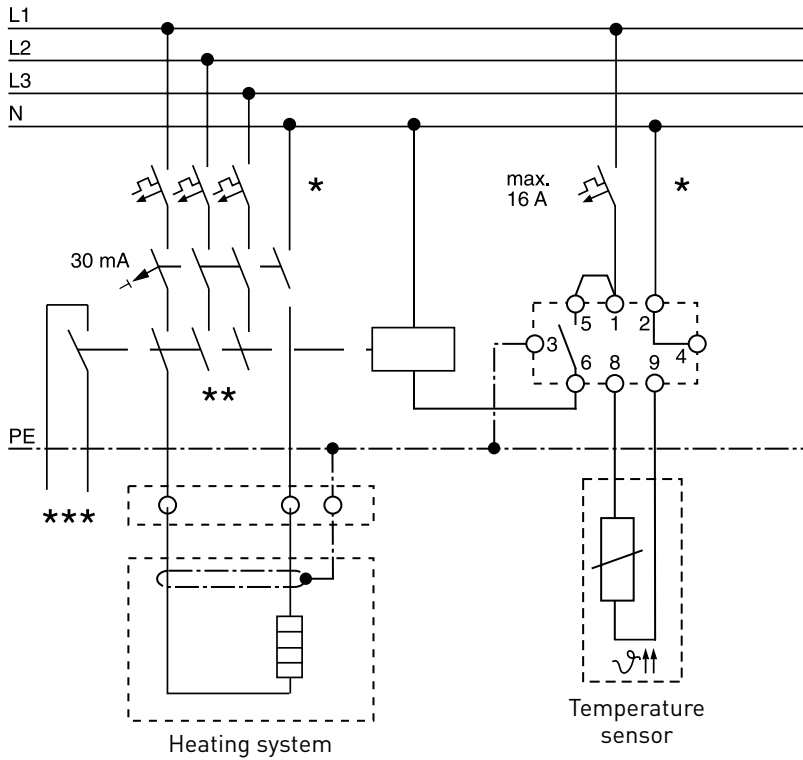 L1
L2
L3
N
*
max.
16 A
*
30 mA
5 1 2
3
4
6 8 9
**
PE
***
ϑ
Heating system
Temperature
sensor